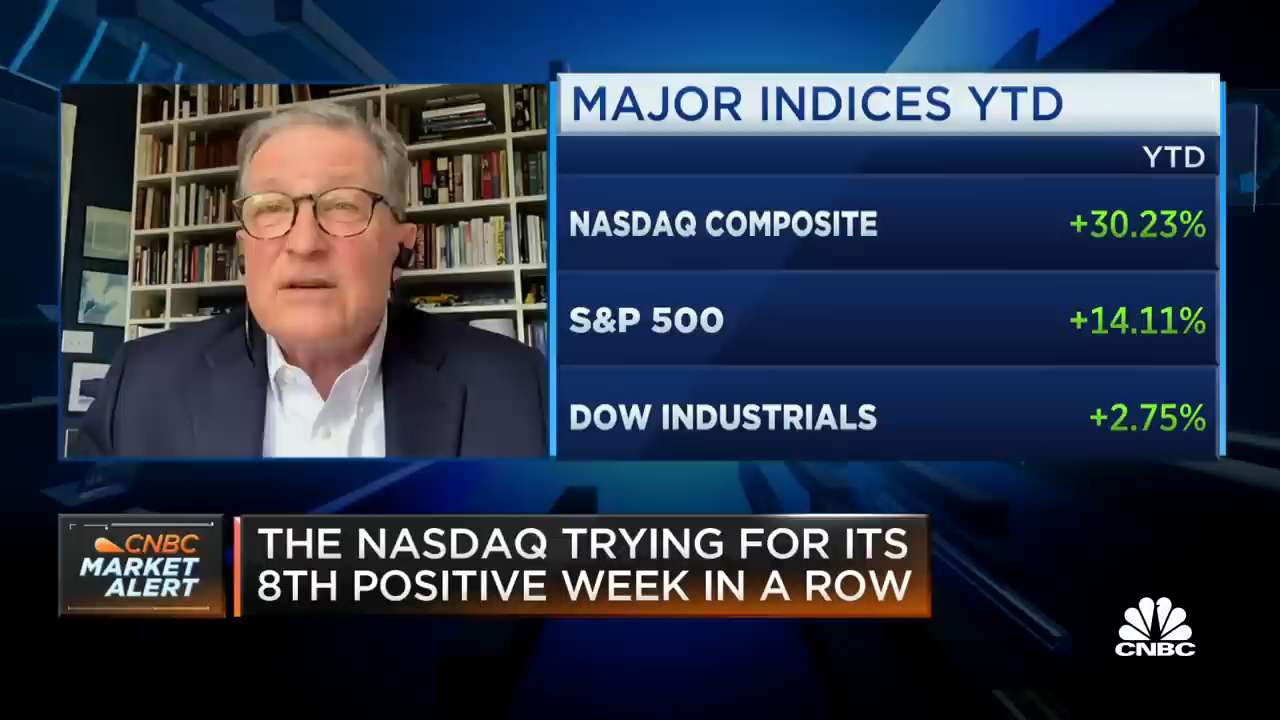 MAJOR INDICES YTD
YTD
NASDAQ COMPOSITE +30.23%
S&P 500 +14.11%
DOW INDUSTRIALS +2.75%
CNBC
MARKET
ALERT
THE NASDAQ TRYING FOR ITS
8TH POSITIVE WEEK IN A ROW
CNBC